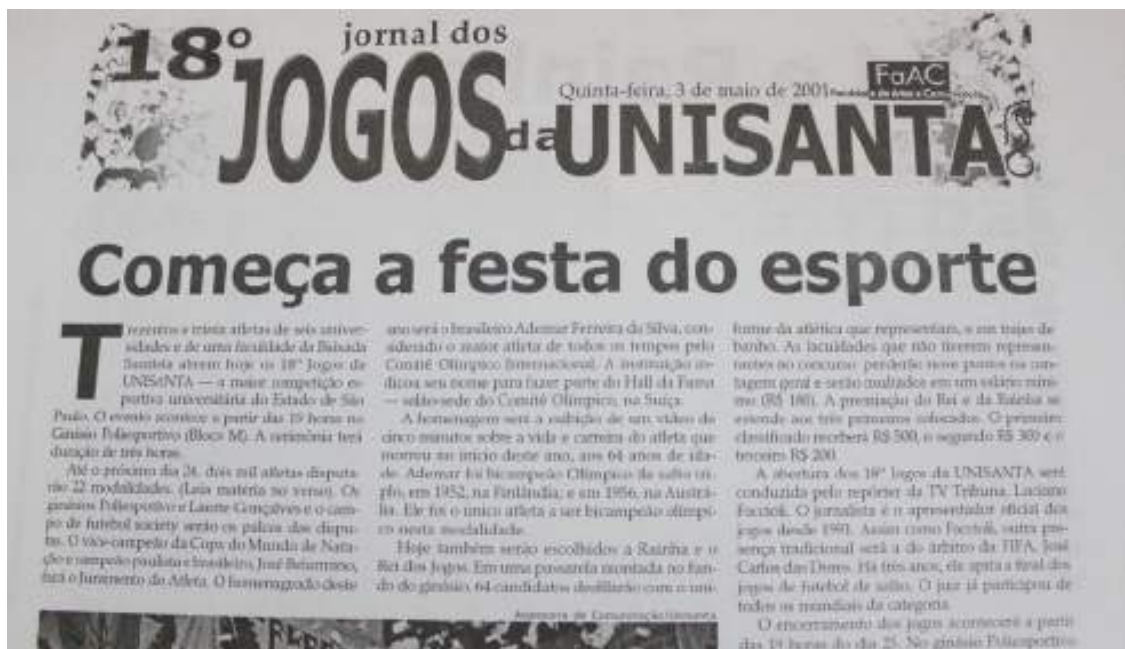 18º
jornal dos
JOGOS da UNISANTA
Quinta-feira, 3 de maio de 2001
FaAC
Faculdade de Artes e Comunicação
Começa a festa do esporte
Trezentos e trinta atletas de seis univer-
sidades e de uma faculdade da Baixada
Santista abrem hoje os 18º Jogos da
UNISANTA — a maior competição es-
portiva universitária do Estado de São
Paulo. O evento acontece a partir das 19 horas no
Ginásio Poliesportivo (Bloco M). A cerimônia terá
duração de três horas.
Até o próximo dia 24, dois mil atletas disputa-
rão 22 modalidades. (Leia matéria no verso). Os
ginásios Poliesportivo e Laerte Gonçalves e o cam-
po de futebol society serão os palcos das dispu-
tas. O vice-campeão da Copa do Mundo de Nata-
ção e campeão paulista e brasileiro, José Belarmino,
fará o Juramento do Atleta. O homenageado deste
ano será o brasileiro Ademar Ferreira da Silva, con-
siderado o maior atleta de todos os tempos pelo
Comitê Olímpico Internacional. A instituição in-
dicou seu nome para fazer parte do Hall da Fama
— salão-sede do Comitê Olímpico, na Suíça.
A homenagem será a exibição de um vídeo de
cinco minutos sobre a vida e carreira do atleta que
morreu no início deste ano, aos 64 anos de ida-
de. Ademar foi bicampeão Olímpico do salto tri-
plo, em 1952, na Finlândia; e em 1956, na Austrá-
lia. Ele foi o único atleta a ser bicampeão olímpi-
co nesta modalidade.
Hoje também serão escolhidos a Rainha e o
Rei dos Jogos. Em uma passarela montada no fun-
do do ginásio, 64 candidatos desfilarão com o uni-
forme da atlética que representam, e em trajes de
banho. As faculdades que não tiverem represen-
tantes no concurso perderão nove pontos na con-
tagem geral e serão multados em um salário míni-
mo (R$ 180). A premiação do Rei e da Rainha se
estende aos três primeiros colocados. O primeiro
classificado receberá R$ 500, o segundo R$ 300 e o
terceiro R$ 200.
A abertura dos 18º Jogos da UNISANTA será
conduzida pelo repórter da TV Tribuna, Luciano
Faccioli. O jornalista é o apresentador oficial dos
jogos desde 1991. Assim como Faccioli, outra pre-
sença tradicional será a do árbitro da FIFA, José
Carlos das Dores. Há três anos, ele apita a final dos
jogos de futebol de salão. O juiz já participou de
todos os mundiais da categoria.
O encerramento dos jogos acontecerá a partir
das 14 horas do dia 25. No ginásio Poliesportivo
Assessoria de Comunicação/Unisanta